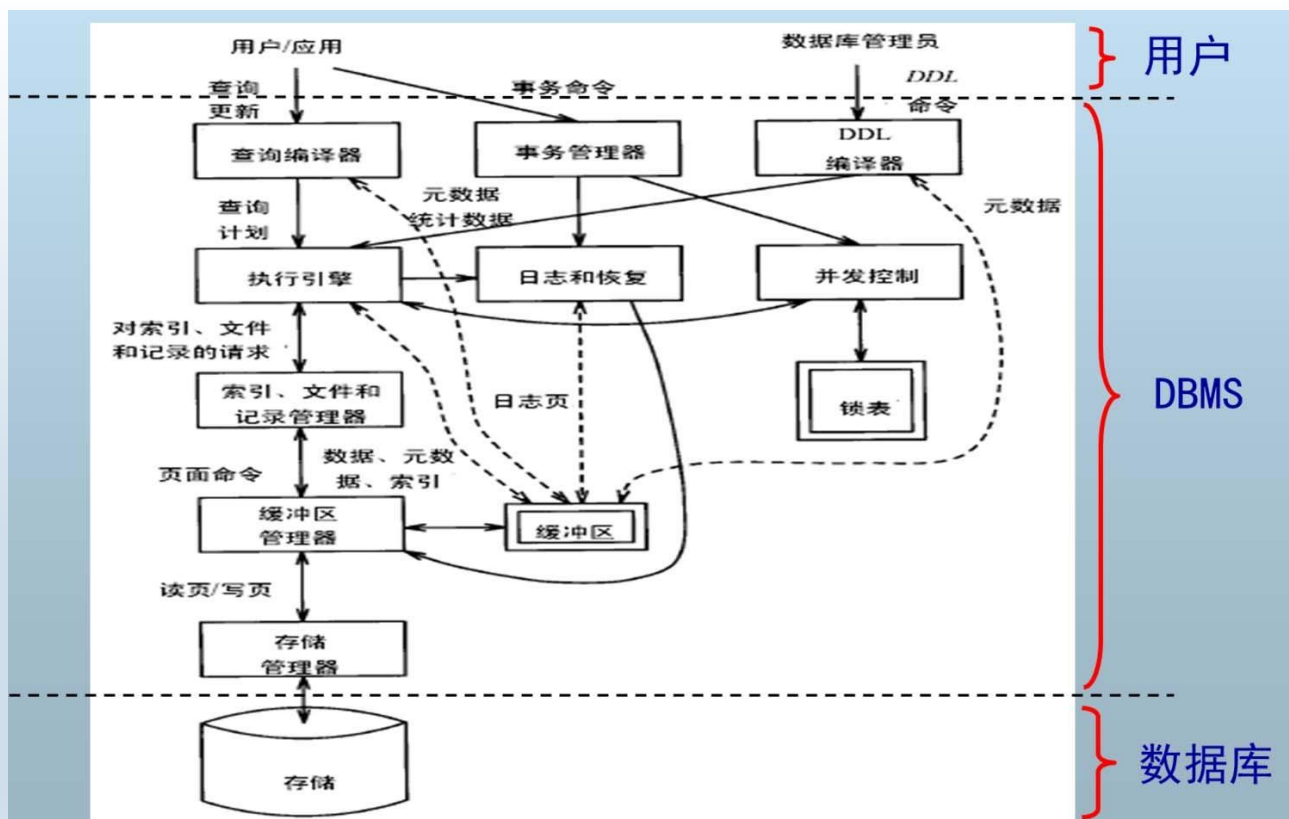 用户/应用
数据库管理员
用户
查询
更新
事务命令
DDL
命令
查询编译器
事务管理器
DDL
编译器
查询
计划
元数据
统计数据
元数据
执行引擎
日志和恢复
并发控制
对索引、文件
和记录的请求
索引、文件和
记录管理器
日志页
锁表
DBMS
页面命令
数据、元数
据、索引
缓冲区
管理器
缓冲区
读页/写页
存储
管理器
存储
数据库